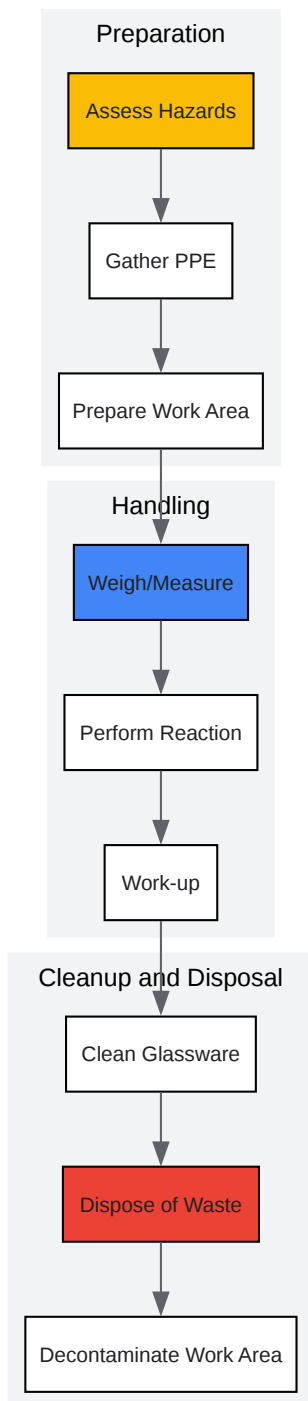 Preparation
Assess Hazards
Gather PPE
Prepare Work Area
Handling
Weigh/Measure
Perform Reaction
Work-up
Cleanup and Disposal
Clean Glassware
Dispose of Waste
Decontaminate Work Area